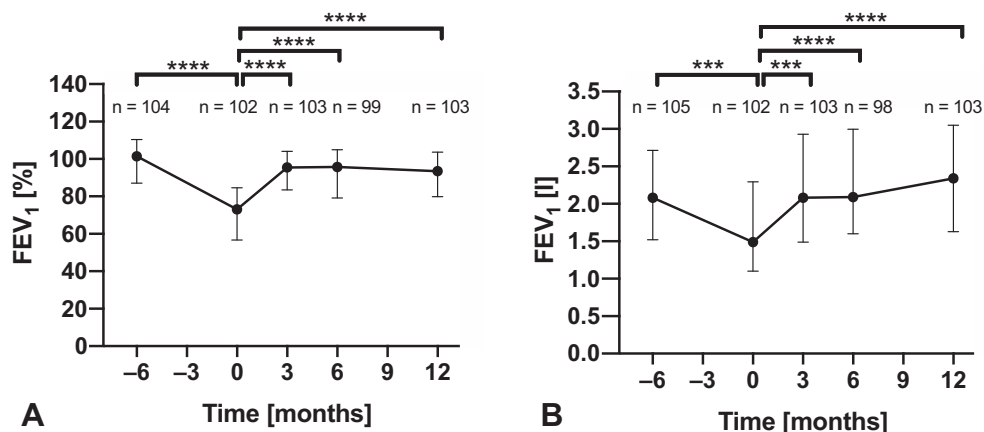 ****
****
**** ****
140
120
100
80
60
40
20
0
FEV1 [%]
n = 104 n = 102 n = 103 n = 99 n = 103
–6 –3 0 3 6 9 12
Time [months]
A
****
****
*** ***
3.5
3.0
2.5
2.0
1.5
1.0
0.5
0.0
FEV1 [l]
n = 105 n = 102 n = 103 n = 98 n = 103
–6 –3 0 3 6 9 12
Time [months]
B